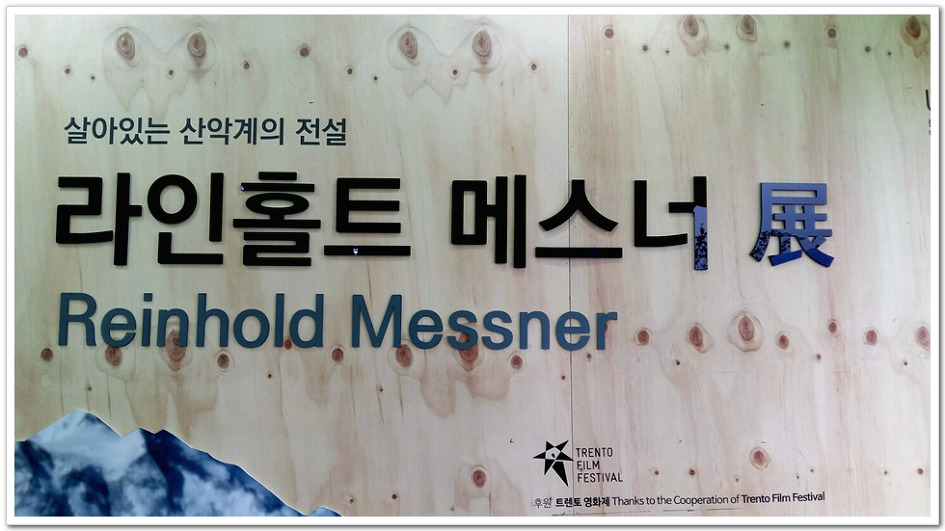 살아있는 산악계의 전설
라인홀트 메스너 展
Reinhold Messner
TRENTO
FILM
FESTIVAL
후원 트렌토 영화제 Thanks to the Cooperation of Trento Film Festival